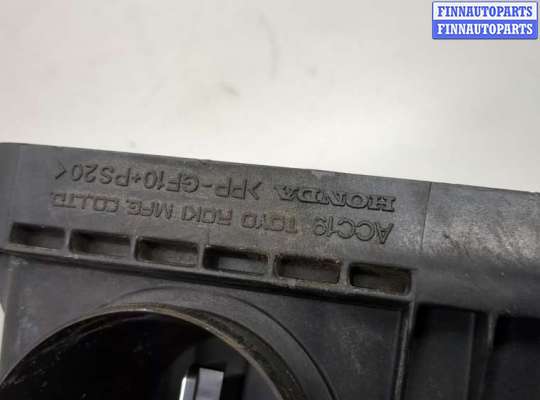 FINNAUTOPARTS
FINNAUTOPARTS
HONDA >PP-GF10+PS20<
ACC19 TOYO ROKI MFG. CO.LTD.